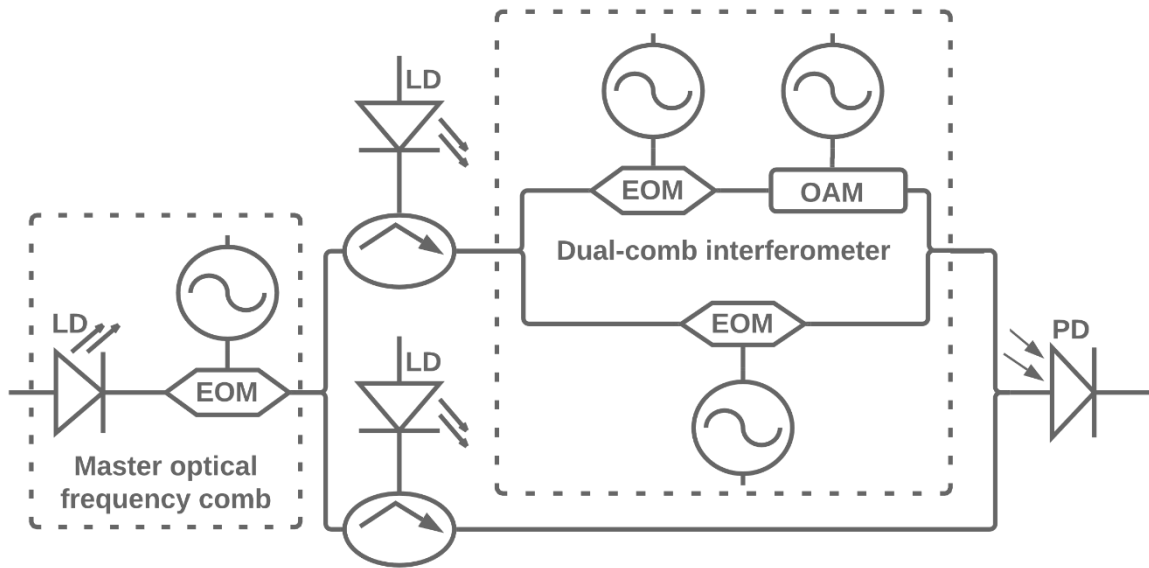 LD
EOM
OAM
Dual-comb interferometer
LD
EOM
PD
LD
EOM
Master optical
frequency comb